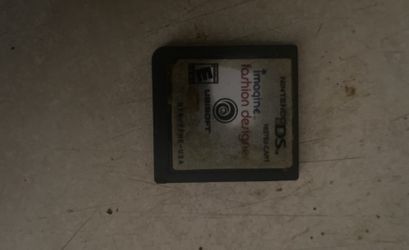 NINTENDO DS.
imagine
fashion designer
E
UBISOFT